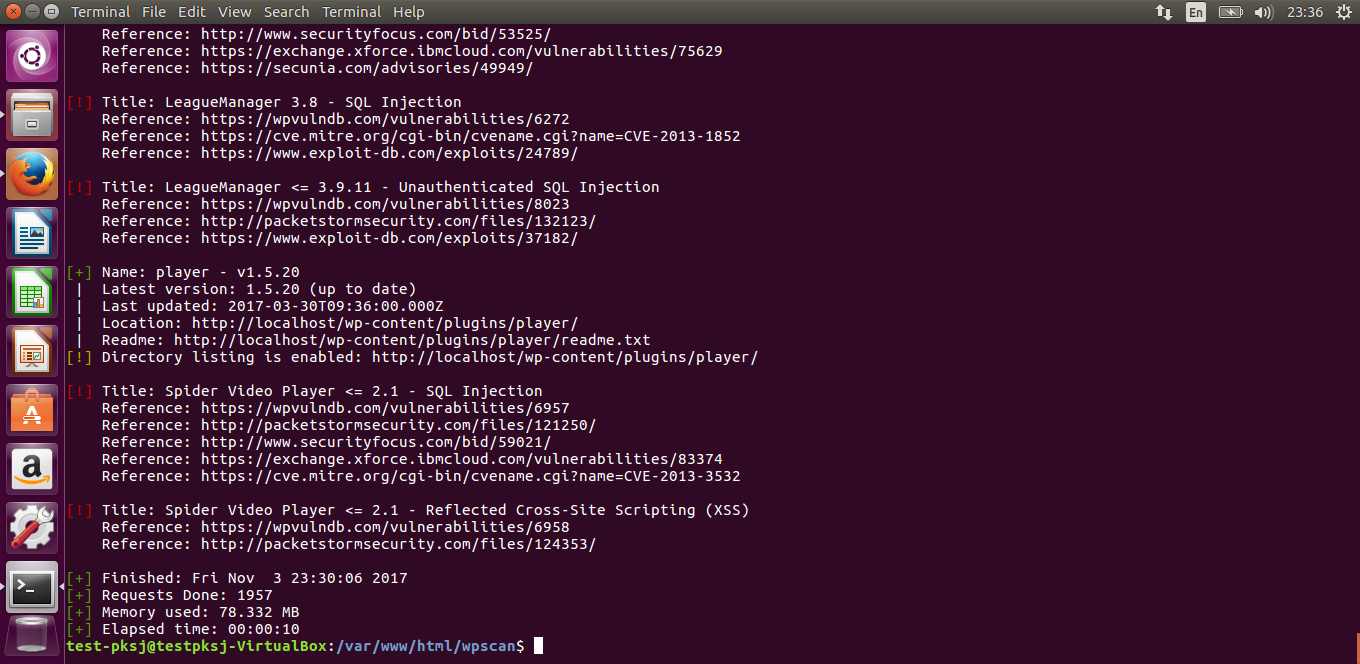 Terminal File Edit View Search Terminal Help En 23:36
Reference: http://www.securityfocus.com/bid/53525/
Reference: https://exchange.xforce.ibmcloud.com/vulnerabilities/75629
Reference: https://secunia.com/advisories/49949/
[!] Title: LeagueManager 3.8 - SQL Injection
Reference: https://wpvulndb.com/vulnerabilities/6272
Reference: https://cve.mitre.org/cgi-bin/cvename.cgi?name=CVE-2013-1852
Reference: https://www.exploit-db.com/exploits/24789/
[!] Title: LeagueManager <= 3.9.11 - Unauthenticated SQL Injection
Reference: https://wpvulndb.com/vulnerabilities/8023
Reference: http://packetstormsecurity.com/files/132123/
Reference: https://www.exploit-db.com/exploits/37182/
[+] Name: player - v1.5.20
| Latest version: 1.5.20 (up to date)
| Last updated: 2017-03-30T09:36:00.000Z
| Location: http://localhost/wp-content/plugins/player/
| Readme: http://localhost/wp-content/plugins/player/readme.txt
[!] Directory listing is enabled: http://localhost/wp-content/plugins/player/
[!] Title: Spider Video Player <= 2.1 - SQL Injection
Reference: https://wpvulndb.com/vulnerabilities/6957
Reference: http://packetstormsecurity.com/files/121250/
Reference: http://www.securityfocus.com/bid/59021/
Reference: https://exchange.xforce.ibmcloud.com/vulnerabilities/83374
Reference: https://cve.mitre.org/cgi-bin/cvename.cgi?name=CVE-2013-3532
[!] Title: Spider Video Player <= 2.1 - Reflected Cross-Site Scripting (XSS)
Reference: https://wpvulndb.com/vulnerabilities/6958
Reference: http://packetstormsecurity.com/files/124353/
[+] Finished: Fri Nov  3 23:30:06 2017
[+] Requests Done: 1957
[+] Memory used: 78.332 MB
[+] Elapsed time: 00:00:10
test-pksj@testpksj-VirtualBox:/var/www/html/wpscan$